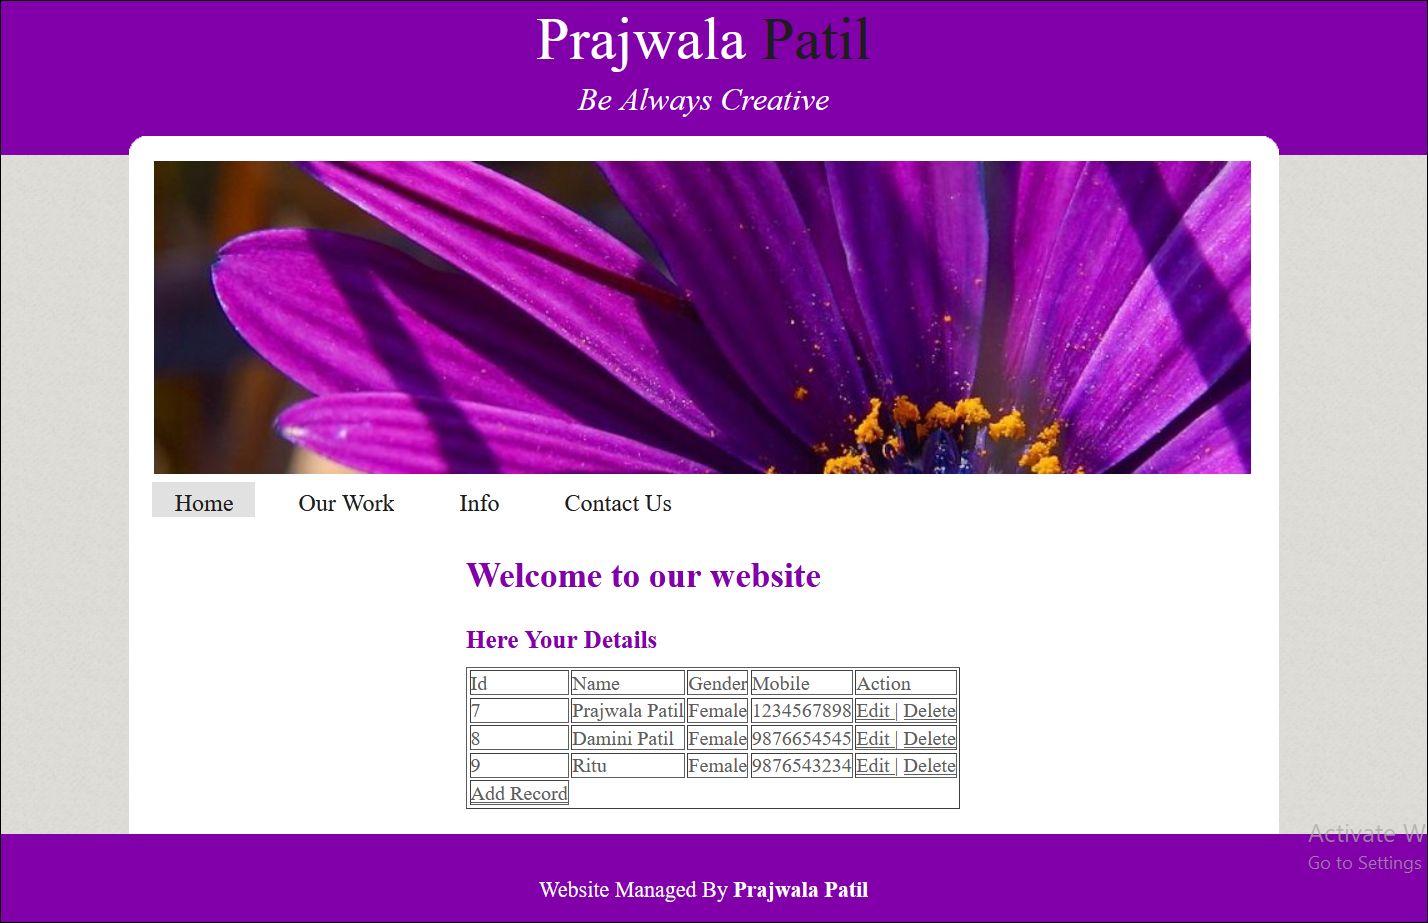 Prajwala Patil
Be Always Creative
Home Our Work Info Contact Us
Welcome to our website
Here Your Details
Id Name Gender Mobile Action
7 Prajwala Patil Female 1234567898 Edit | Delete
8 Damini Patil Female 9876654545 Edit | Delete
9 Ritu Female 9876543234 Edit | Delete
Add Record
Activate W
Go to Settings
Website Managed By Prajwala Patil